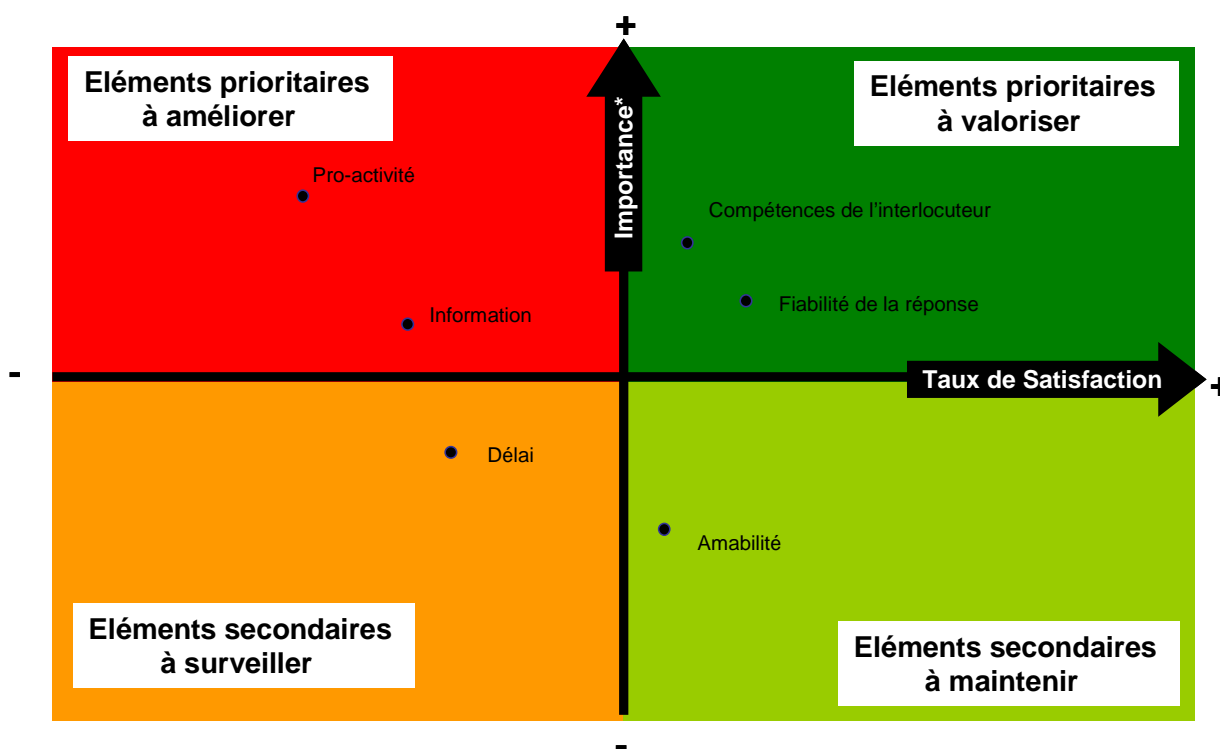 +
Eléments prioritaires
à améliorer
Eléments prioritaires
à valoriser
Importance*
Pro-activité
Compétences de l'interlocuteur
Fiabilité de la réponse
Information
-
Taux de Satisfaction
+
Délai
Amabilité
Eléments secondaires
à surveiller
Eléments secondaires
à maintenir
-